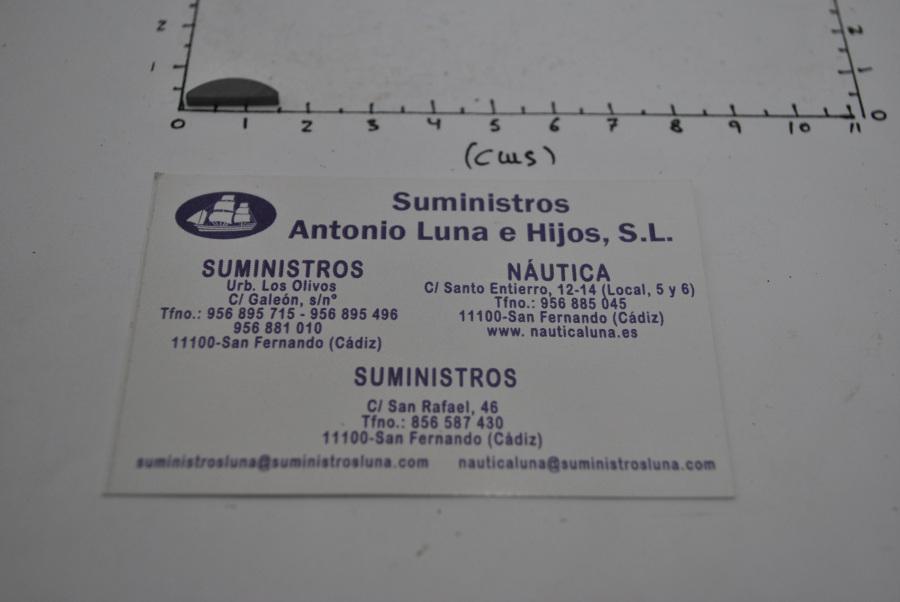 2
1
2
1
0
0 1 2 3 4 5 6 7 8 9 10 11
(cms)
Suministros
Antonio Luna e Hijos, S.L.
SUMINISTROS
Urb. Los Olivos
C/ Galeón, s/nº
Tfno.: 956 895 715 - 956 895 496
956 881 010
11100-San Fernando (Cádiz)
NÁUTICA
C/ Santo Entierro, 12-14 (Local, 5 y 6)
Tfno.: 956 885 045
11100-San Fernando (Cádiz)
www. nauticaluna.es
SUMINISTROS
C/ San Rafael, 46
Tfno.: 856 587 430
11100-San Fernando (Cádiz)
suministrosluna@suministrosluna.com nauticaluna@suministrosluna.com